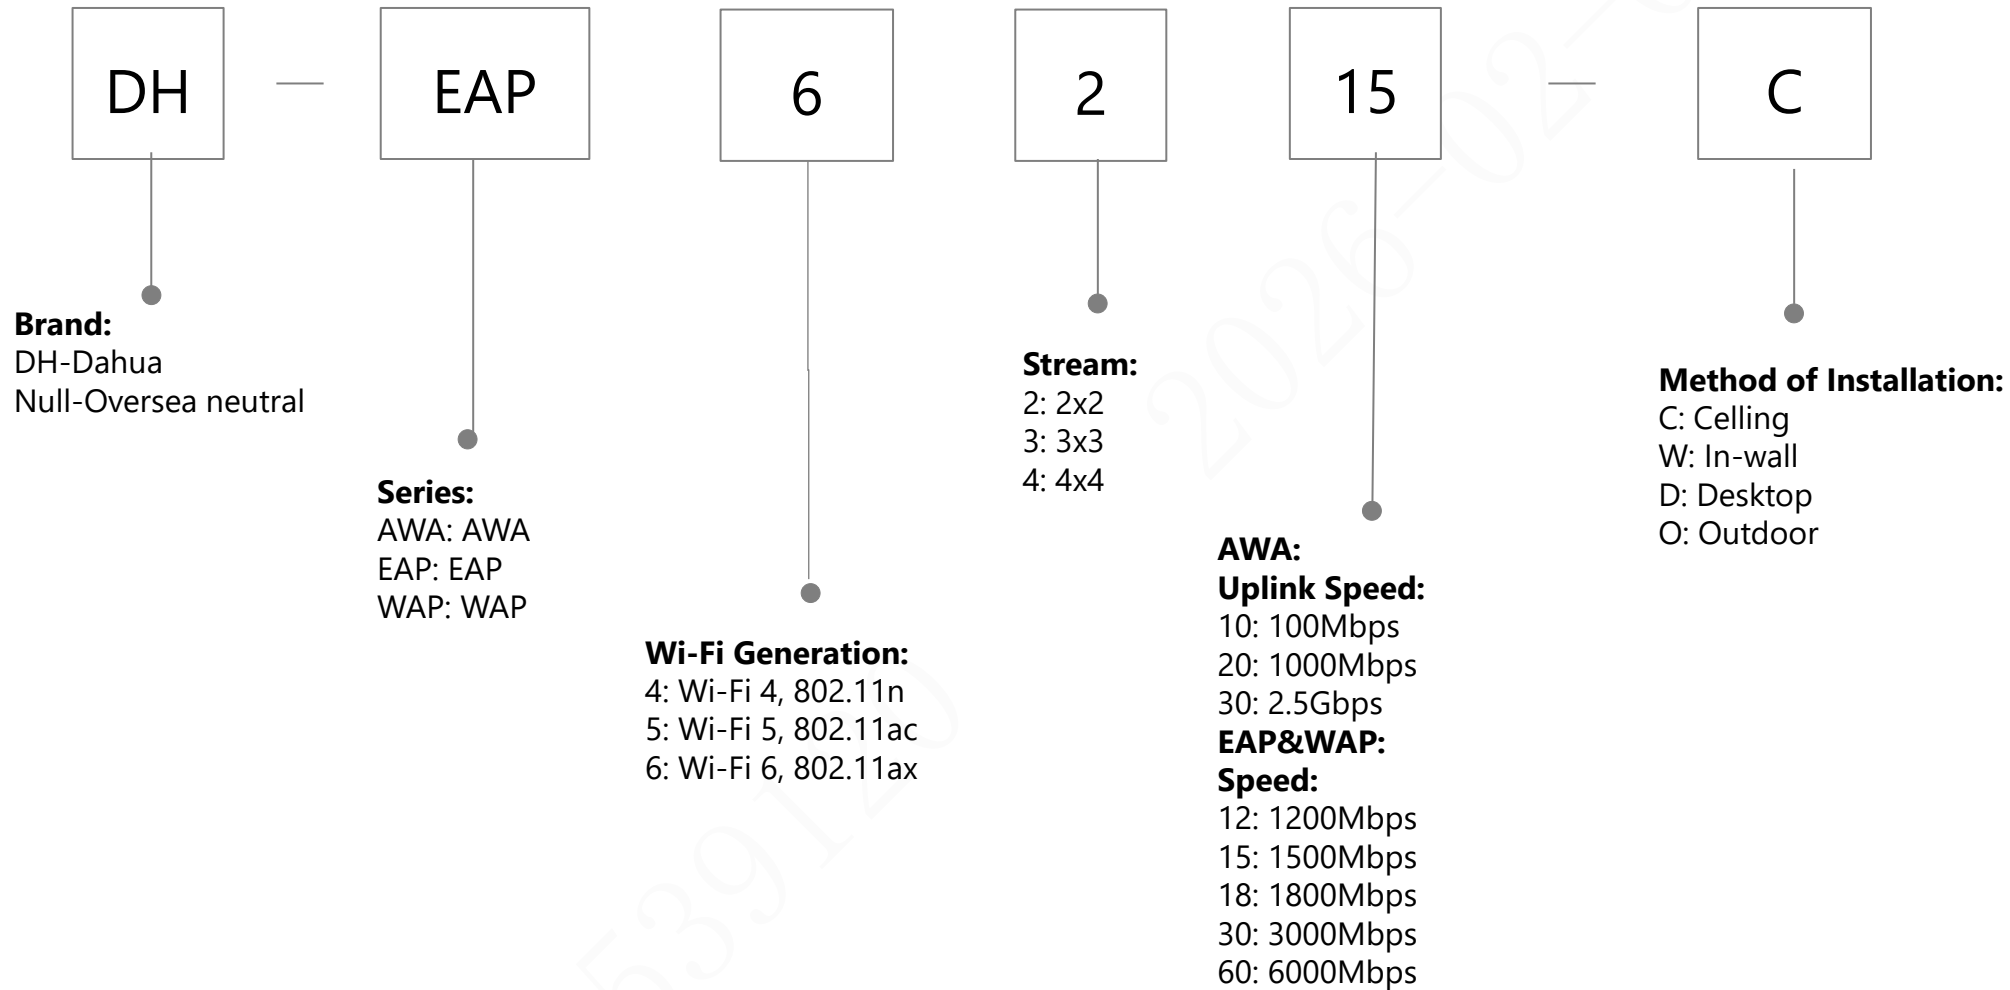 DH — EAP 6 2 15 — C
Brand:
DH-Dahua
Null-Oversea neutral
Series:
AWA: AWA
EAP: EAP
WAP: WAP
Wi-Fi Generation:
4: Wi-Fi 4, 802.11n
5: Wi-Fi 5, 802.11ac
6: Wi-Fi 6, 802.11ax
Stream:
2: 2x2
3: 3x3
4: 4x4
AWA:
Uplink Speed:
10: 100Mbps
20: 1000Mbps
30: 2.5Gbps
EAP&WAP:
Speed:
12: 1200Mbps
15: 1500Mbps
18: 1800Mbps
30: 3000Mbps
60: 6000Mbps
Method of Installation:
C: Celling
W: In-wall
D: Desktop
O: Outdoor